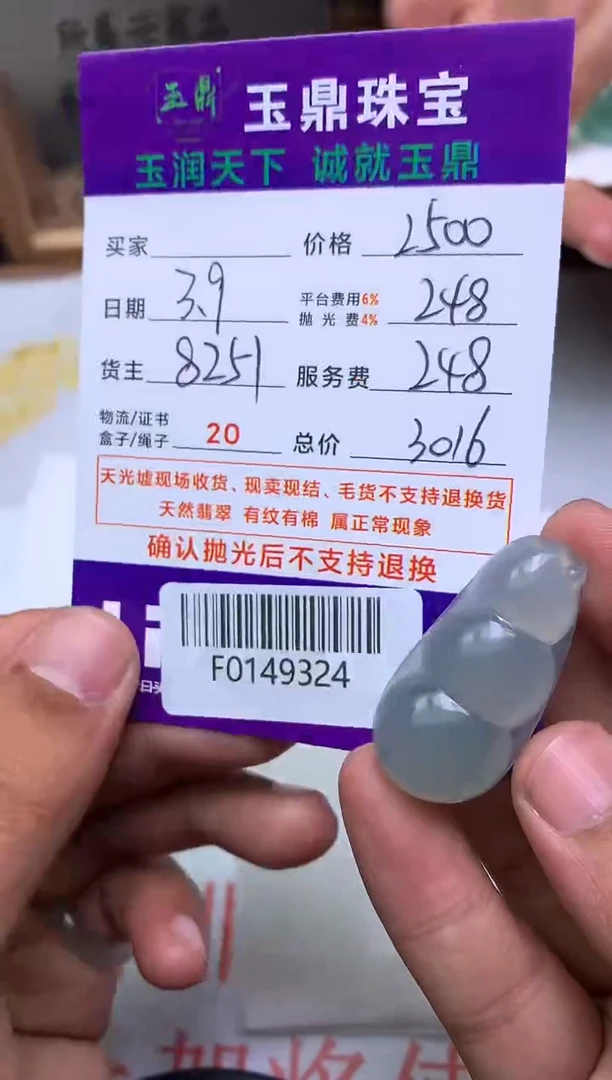 玉鼎 玉鼎珠宝
玉润天下 诚就玉鼎
买家 价格 2500
日期 3.9 平台费用6% 抛光费4% 248
货主 8251 服务费 248
物流/证书 盒子/绳子 20 总价 3016
天光墟现场收货、现卖现结、毛货不支持退换货
天然翡翠 有纹有棉 属正常现象
确认抛光后不支持退换
F0149324